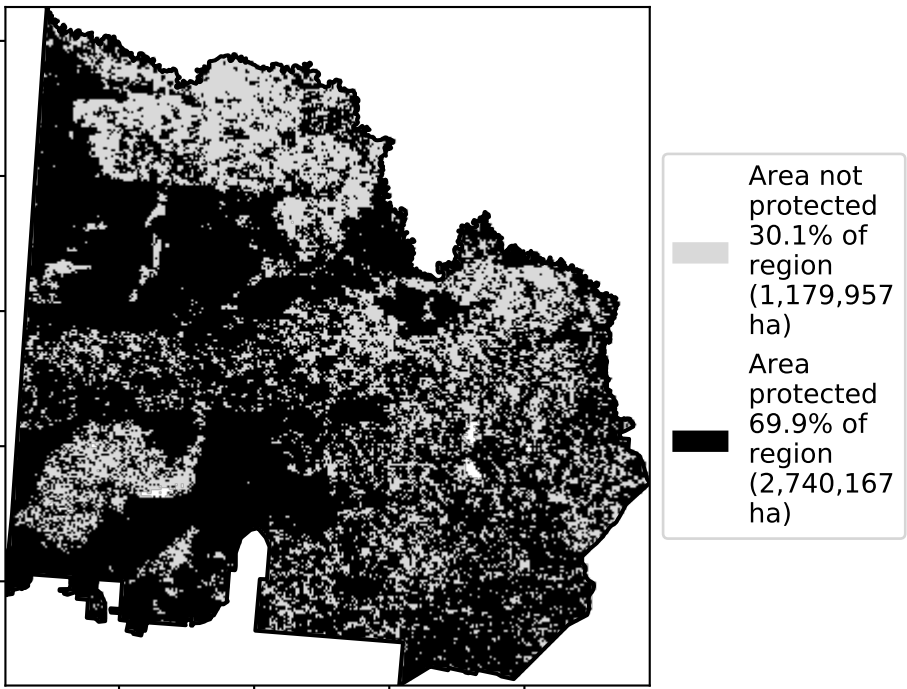 Area not
protected
30.1% of
region
(1,179,957
ha)
Area
protected
69.9% of
region
(2,740,167
ha)